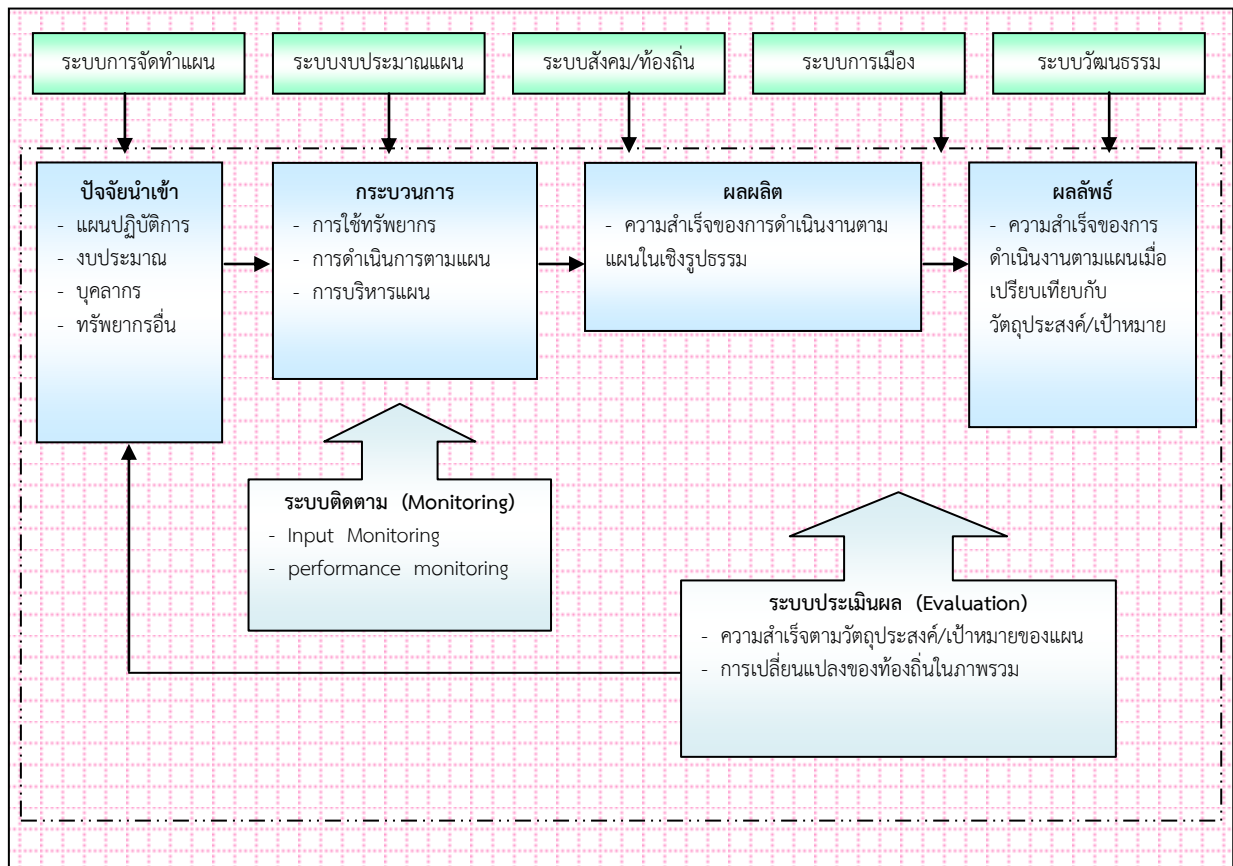 ระบบการจัดทำแผน
ระบบงบประมาณแผน
ระบบสังคม/ท้องถิ่น
ระบบการเมือง
ระบบวัฒนธรรม
ปัจจัยนำเข้า
- แผนปฏิบัติการ
- งบประมาณ
- บุคลากร
- ทรัพยากรอื่น
กระบวนการ
- การใช้ทรัพยากร
- การดำเนินการตามแผน
- การบริหารแผน
ผลผลิต
- ความสำเร็จของการดำเนินงานตาม
แผนในเชิงรูปธรรม
ผลลัพธ์
- ความสำเร็จของการ
ดำเนินงานตามแผนเมื่อ
เปรียบเทียบกับ
วัตถุประสงค์/เป้าหมาย
ระบบติดตาม (Monitoring)
- Input Monitoring
- performance monitoring
ระบบประเมินผล (Evaluation)
- ความสำเร็จตามวัตถุประสงค์/เป้าหมายของแผน
- การเปลี่ยนแปลงของท้องถิ่นในภาพรวม